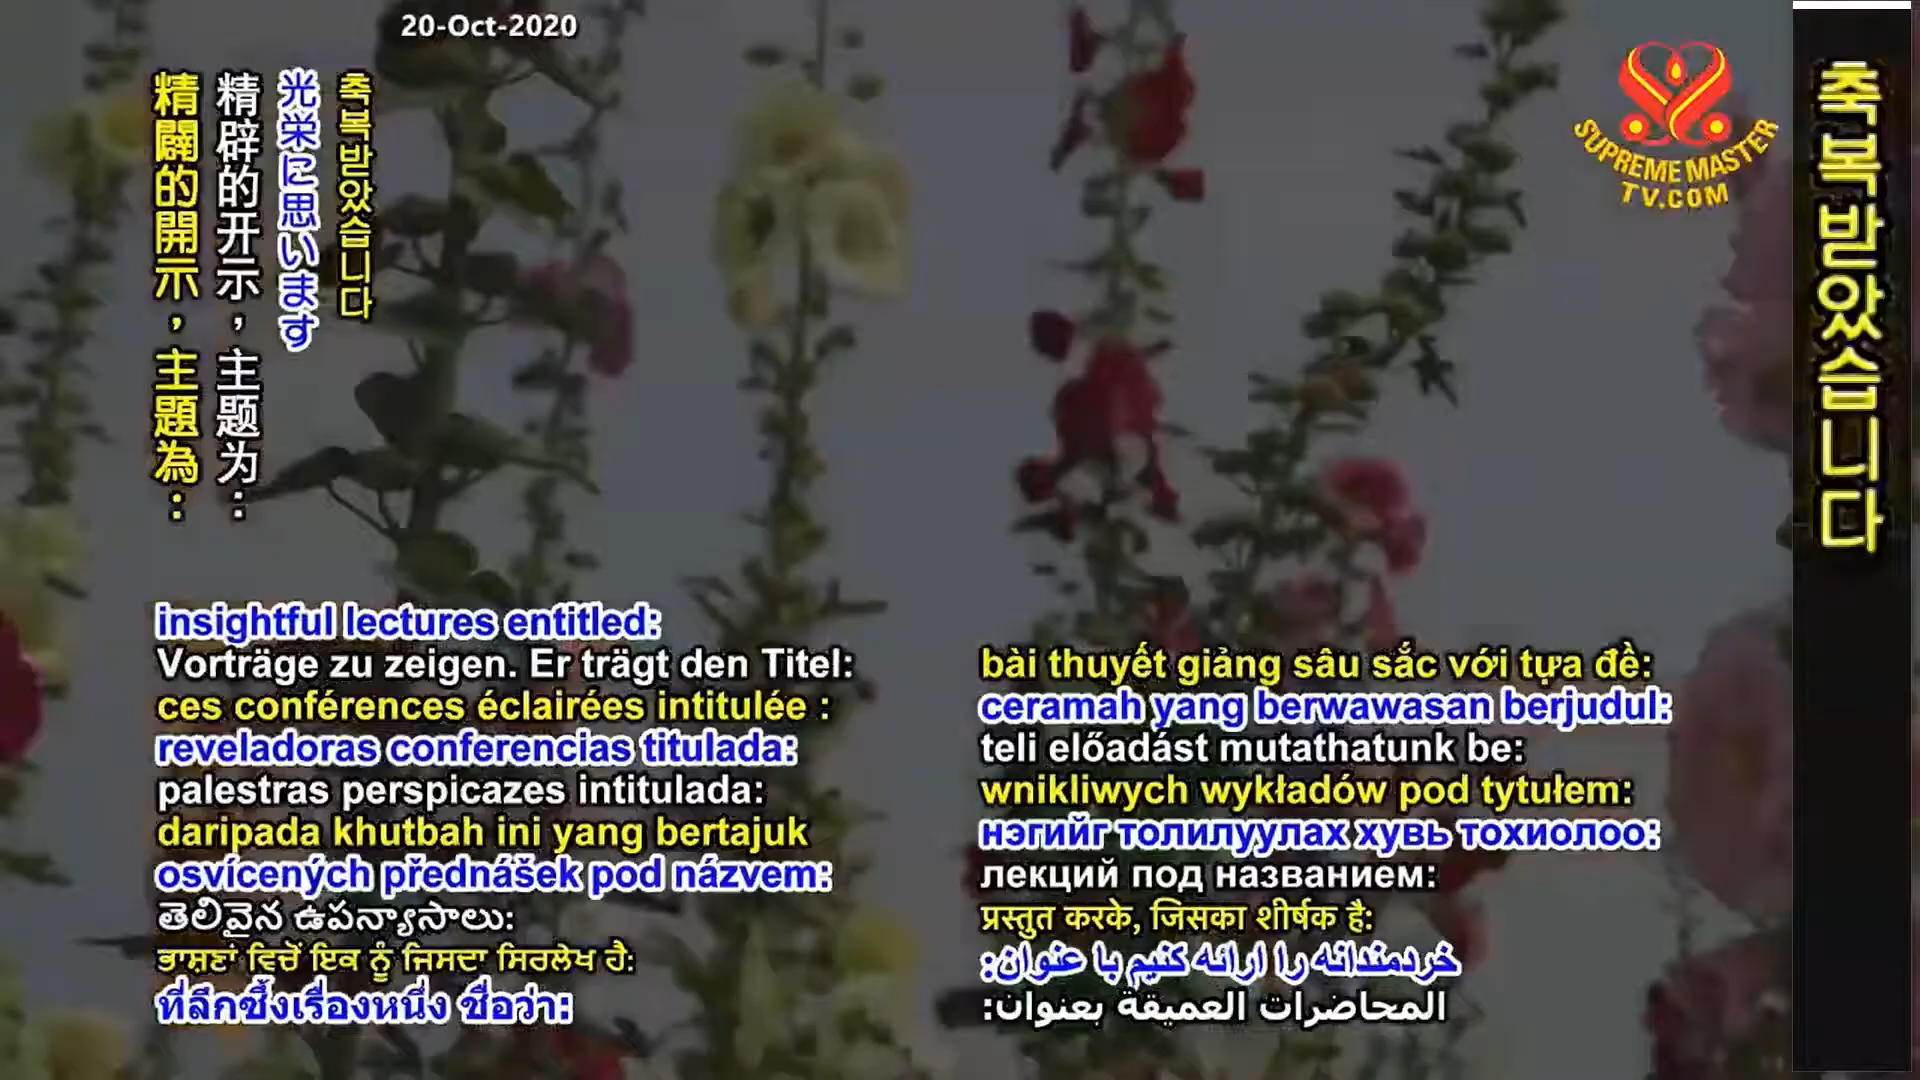 20-Oct-2020
축복받았습니다
光栄に思います
精辟的开示，主题为：
精闢的開示，主題為：
SUPREME MASTER
TV.COM
축복받았습니다
insightful lectures entitled:
Vorträge zu zeigen. Er trägt den Titel:
ces conférences éclairées intitulée :
reveladoras conferencias titulada:
palestras perspicazes intitulada:
daripada khutbah ini yang bertajuk
osvícených přednášek pod názvem:
తెలివైన ఉపన్యాసాలు:
ਭਾਸ਼ਣਾਂ ਵਿਚੋਂ ਇਕ ਨੂੰ ਜਿਸਦਾ ਸਿਰਲੇਖ ਹੈ:
ที่ลึกซึ้งเรื่องหนึ่ง ชื่อว่า:
bài thuyết giảng sâu sắc với tựa đề:
ceramah yang berwawasan berjudul:
teli előadást mutathatunk be:
wnikliwych wykładów pod tytułem:
нэгийг толилуулах хувь тохиолоо:
лекций под названием:
प्रस्तुत करके, जिसका शीर्षक है:
خردمندانه را ارائه کنیم با عنوان:
المحاضرات العميقة بعنوان: